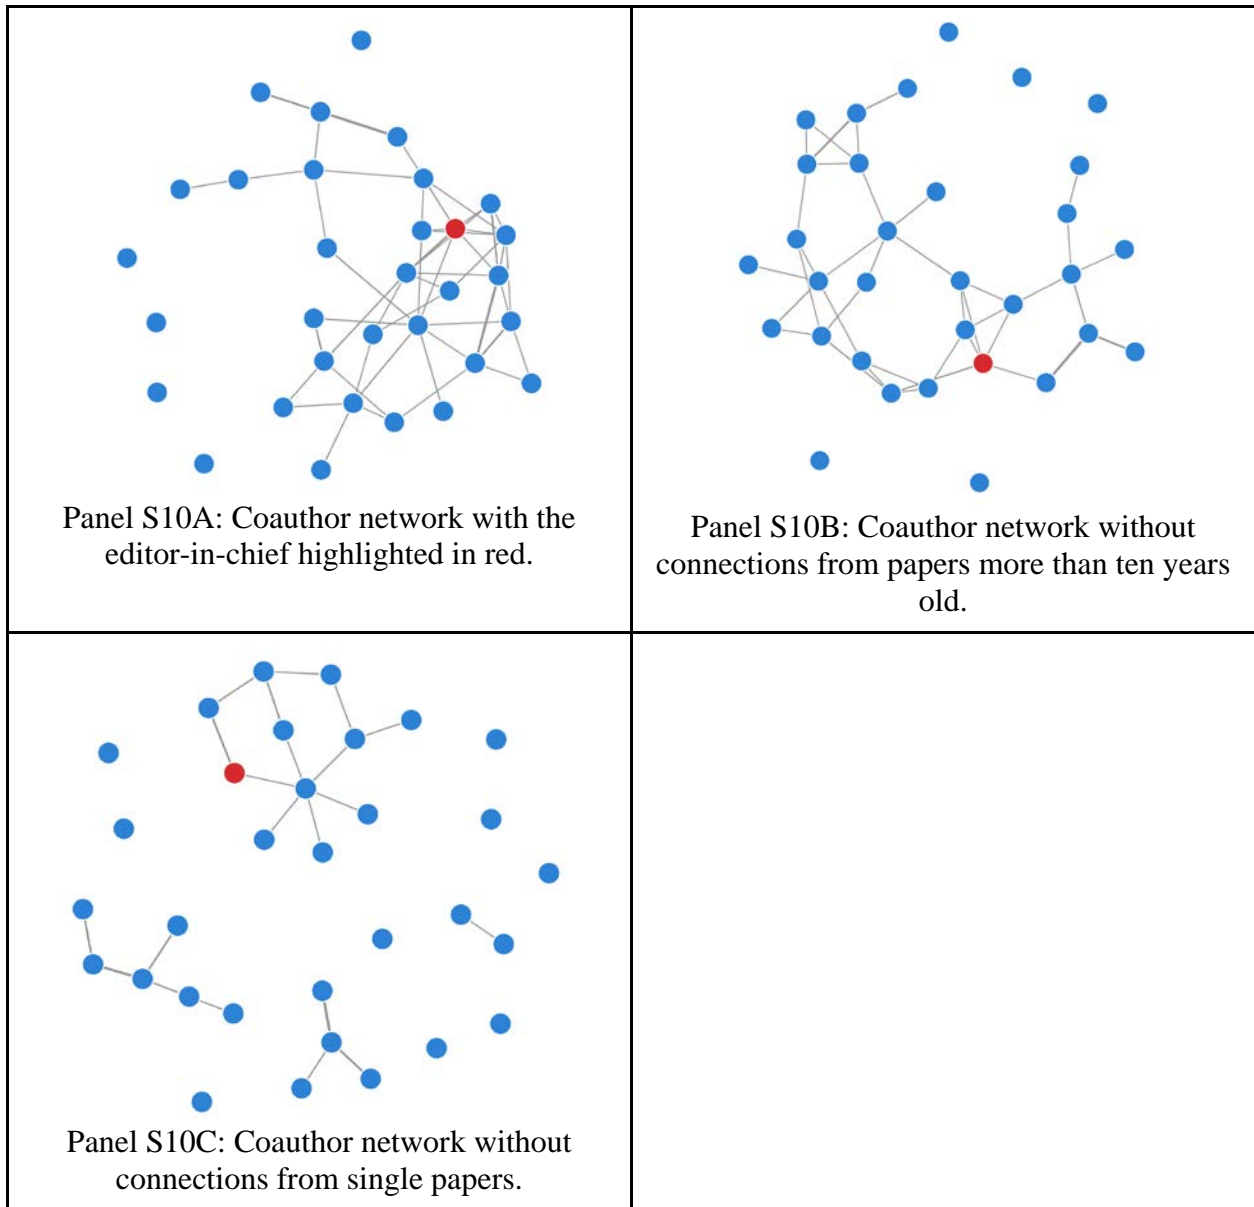 Panel S10A: Coauthor network with the
editor-in-chief highlighted in red.
Panel S10B: Coauthor network without
connections from papers more than ten years
old.
Panel S10C: Coauthor network without
connections from single papers.